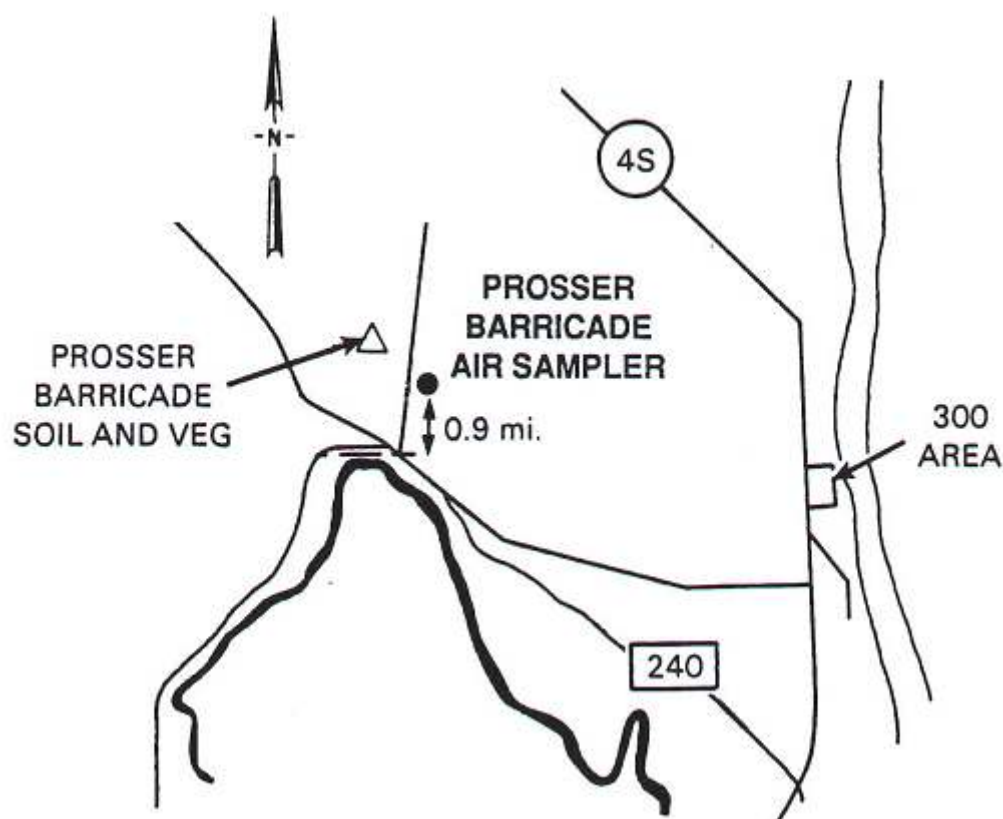 -N-
4S
PROSSER
BARRICADE
AIR SAMPLER
PROSSER
BARRICADE
SOIL AND VEG
0.9 mi.
300
AREA
240